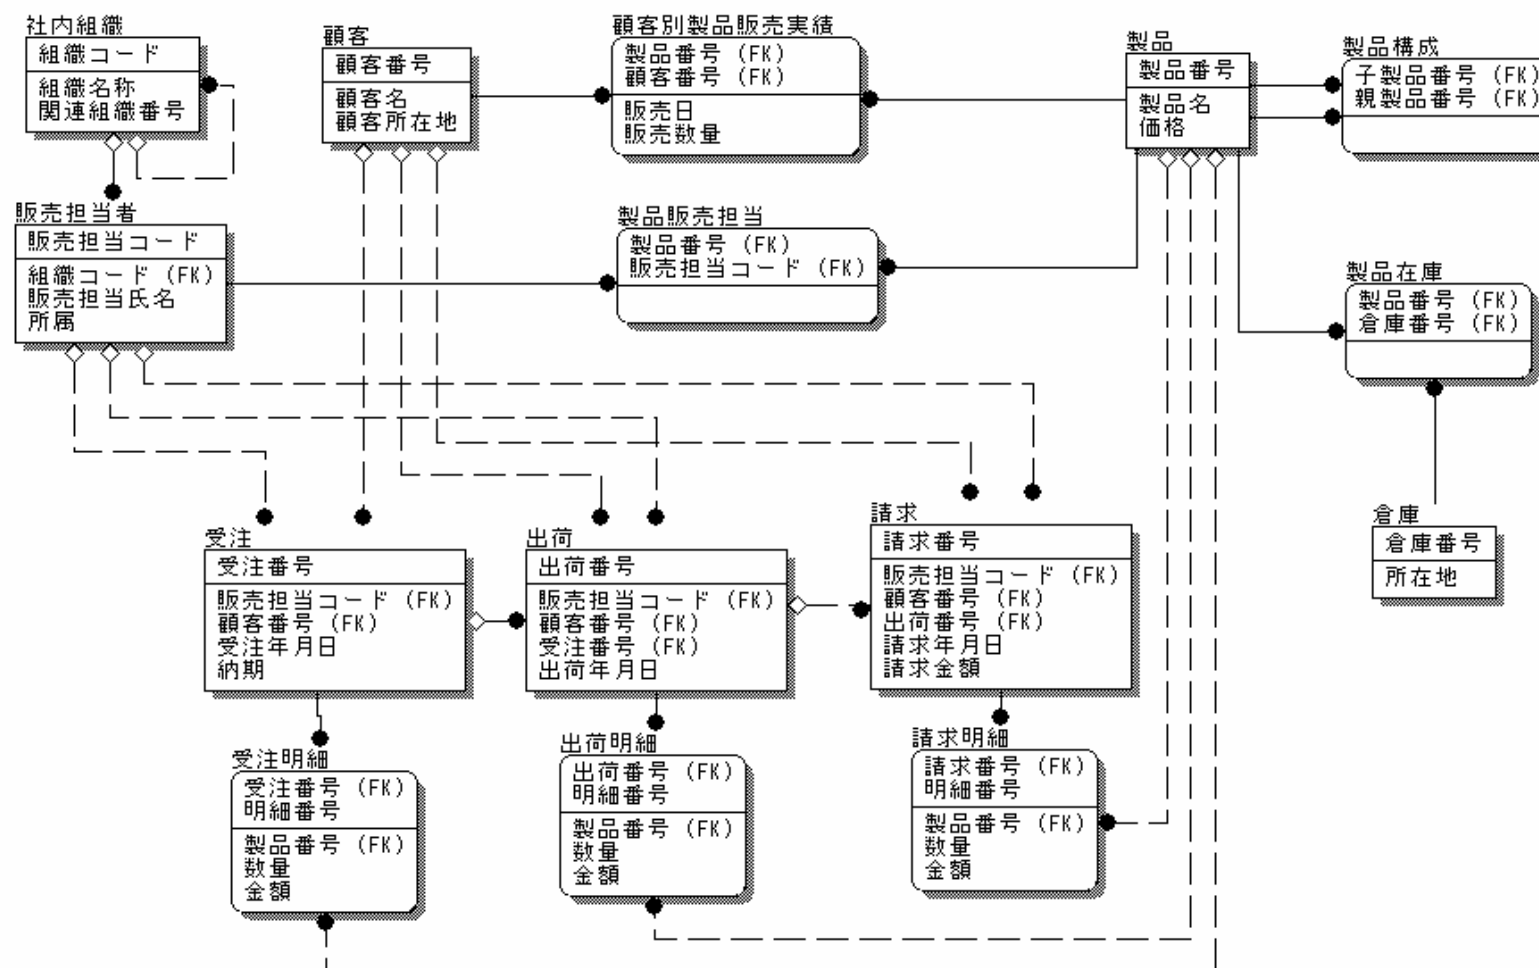 社内組織
組織コード
組織名称
関連組織番号
顧客
顧客番号
顧客名
顧客所在地
顧客別製品販売実績
製品番号 (FK)
顧客番号 (FK)
販売日
販売数量
製品
製品番号
製品名
価格
製品構成
子製品番号 (FK)
親製品番号 (FK)
販売担当者
販売担当コード
組織コード (FK)
販売担当氏名
所属
製品販売担当
製品番号 (FK)
販売担当コード (FK)
製品在庫
製品番号 (FK)
倉庫番号 (FK)
倉庫
倉庫番号
所在地
受注
受注番号
販売担当コード (FK)
顧客番号 (FK)
受注年月日
納期
出荷
出荷番号
販売担当コード (FK)
顧客番号 (FK)
受注番号 (FK)
出荷年月日
請求
請求番号
販売担当コード (FK)
顧客番号 (FK)
出荷番号 (FK)
請求年月日
請求金額
受注明細
受注番号 (FK)
明細番号
製品番号 (FK)
数量
金額
出荷明細
出荷番号 (FK)
明細番号
製品番号 (FK)
数量
金額
請求明細
請求番号 (FK)
明細番号
製品番号 (FK)
数量
金額